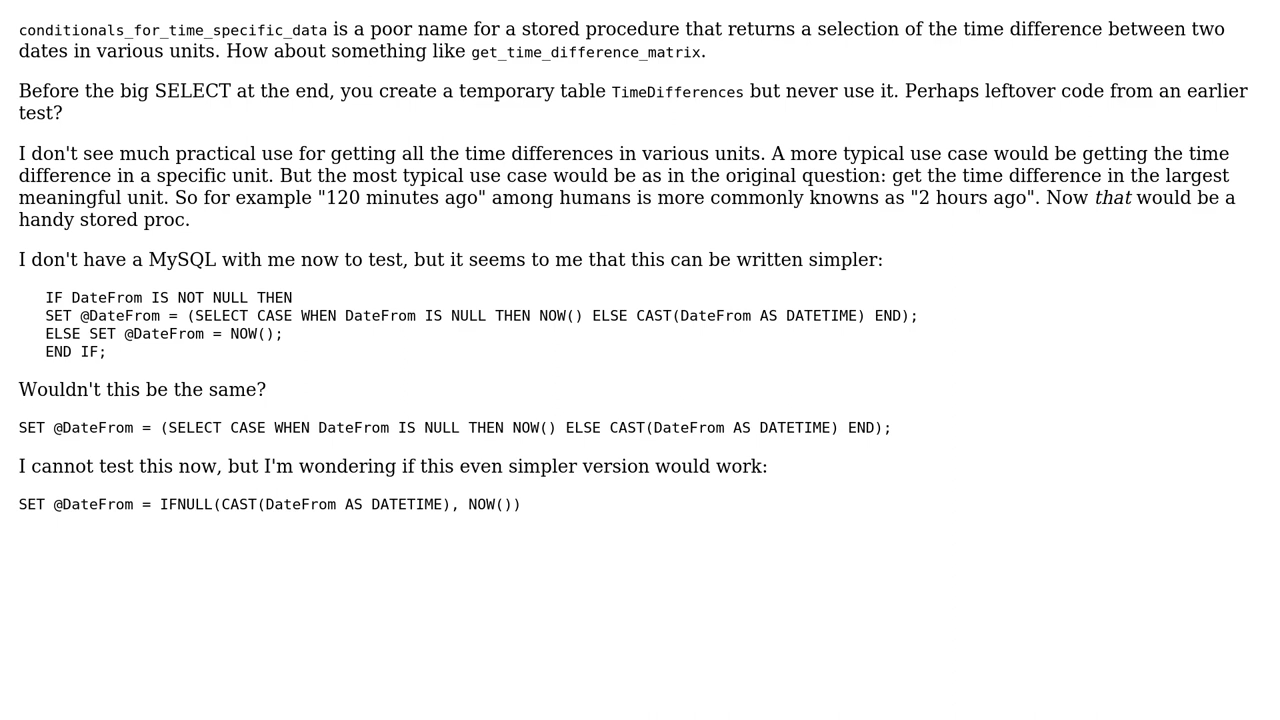 conditionals_for_time_specific_data is a poor name for a stored procedure that returns a selection of the time difference between two
dates in various units. How about something like get_time_difference_matrix.
Before the big SELECT at the end, you create a temporary table TimeDifferences but never use it. Perhaps leftover code from an earlier
test?
I don't see much practical use for getting all the time differences in various units. A more typical use case would be getting the time
difference in a specific unit. But the most typical use case would be as in the original question: get the time difference in the largest
meaningful unit. So for example "120 minutes ago" among humans is more commonly knowns as "2 hours ago". Now that would be a
handy stored proc.
I don't have a MySQL with me now to test, but it seems to me that this can be written simpler:
IF DateFrom IS NOT NULL THEN
SET @DateFrom = (SELECT CASE WHEN DateFrom IS NULL THEN NOW() ELSE CAST(DateFrom AS DATETIME) END);
ELSE SET @DateFrom = NOW();
END IF;
Wouldn't this be the same?
SET @DateFrom = (SELECT CASE WHEN DateFrom IS NULL THEN NOW() ELSE CAST(DateFrom AS DATETIME) END);
I cannot test this now, but I'm wondering if this even simpler version would work:
SET @DateFrom = IFNULL(CAST(DateFrom AS DATETIME), NOW())